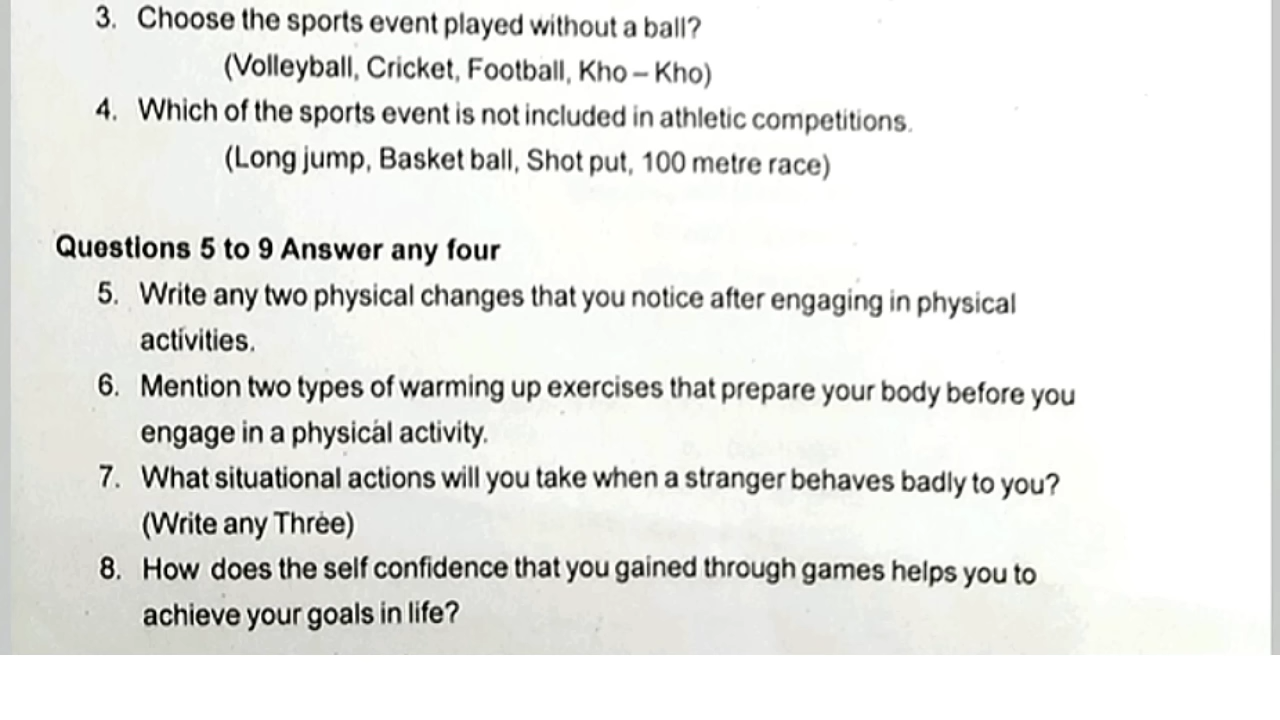 3. Choose the sports event played without a ball?
(Volleyball, Cricket, Football, Kho – Kho)
4. Which of the sports event is not included in athletic competitions.
(Long jump, Basket ball, Shot put, 100 metre race)
Questions 5 to 9 Answer any four
5. Write any two physical changes that you notice after engaging in physical
activities.
6. Mention two types of warming up exercises that prepare your body before you
engage in a physical activity.
7. What situational actions will you take when a stranger behaves badly to you?
(Write any Three)
8. How does the self confidence that you gained through games helps you to
achieve your goals in life?